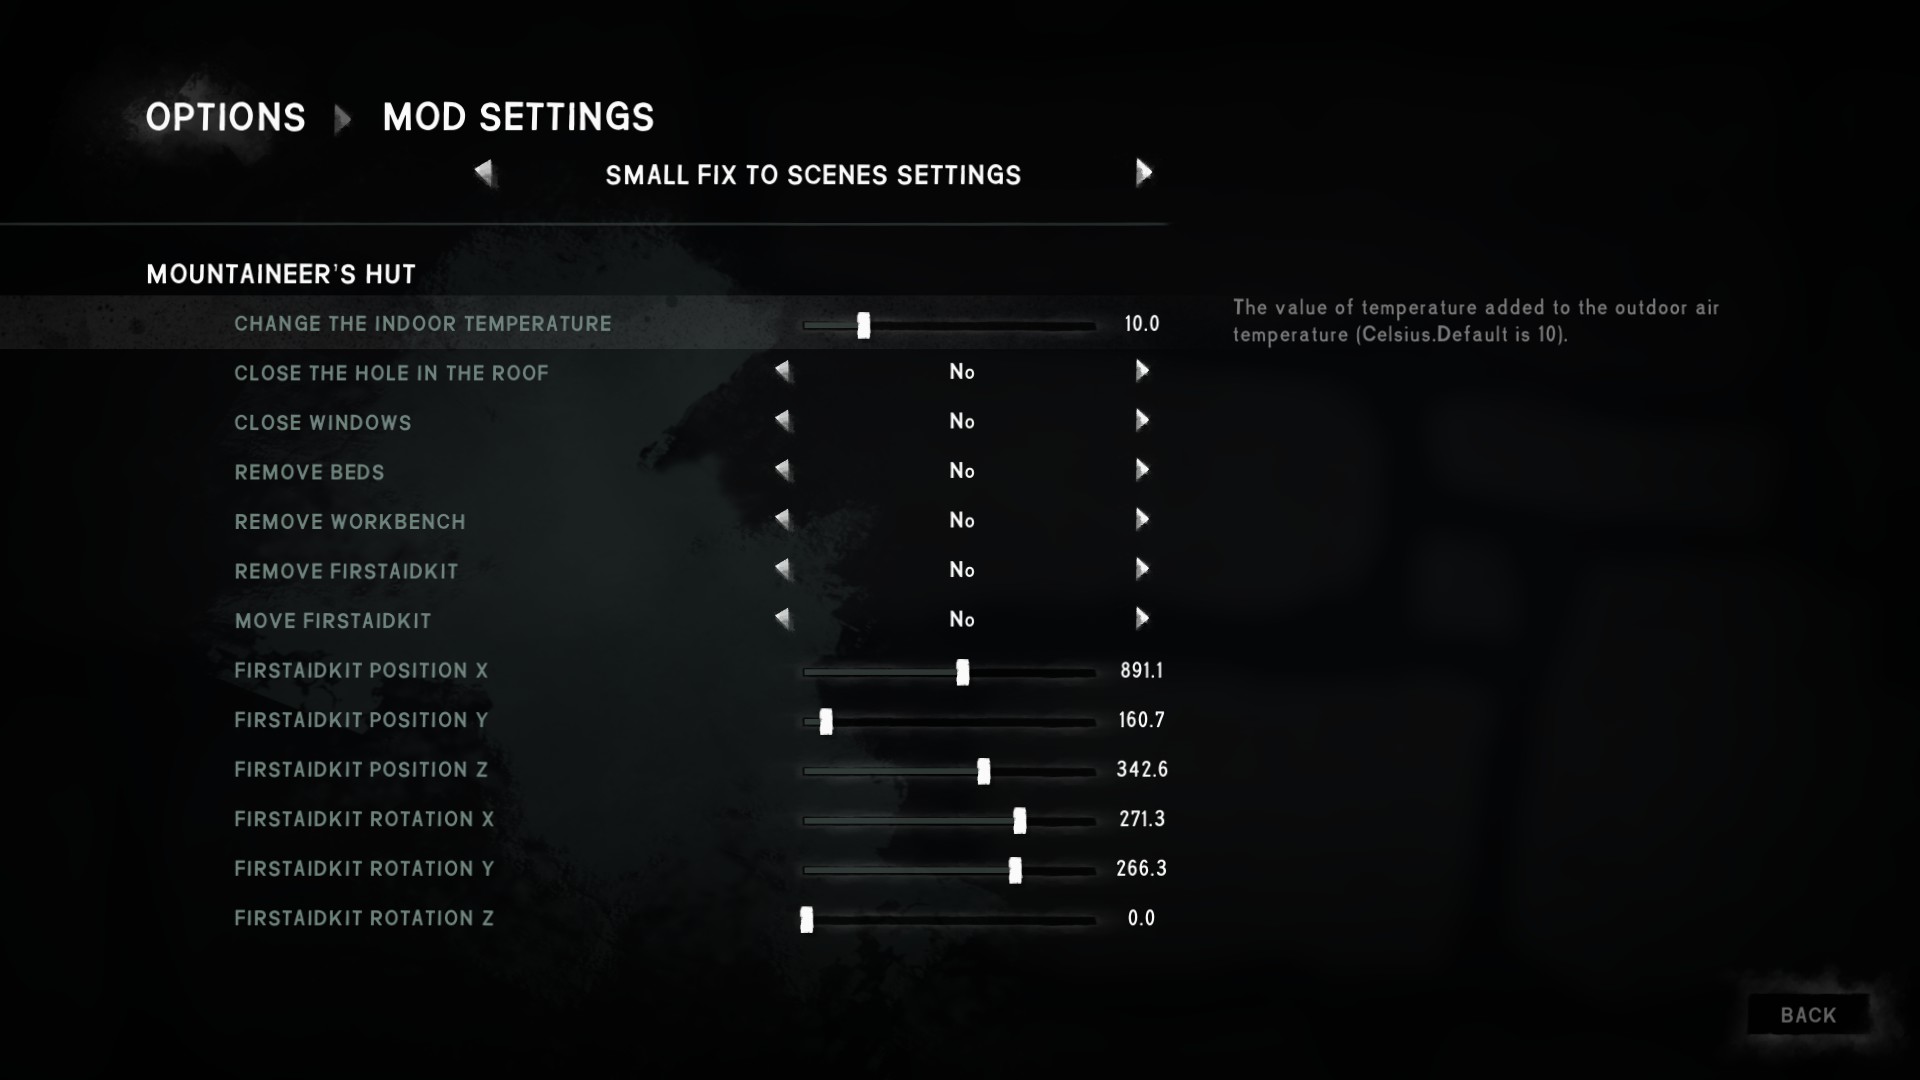 OPTIONS MOD SETTINGS
SMALL FIX TO SCENES SETTINGS
MOUNTAINEER'S HUT
CHANGE THE INDOOR TEMPERATURE 10.0
The value of temperature added to the outdoor air
temperature (Celsius.Default is 10).
CLOSE THE HOLE IN THE ROOF No
CLOSE WINDOWS No
REMOVE BEDS No
REMOVE WORKBENCH No
REMOVE FIRSTAIDKIT No
MOVE FIRSTAIDKIT No
FIRSTAIDKIT POSITION X 891.1
FIRSTAIDKIT POSITION Y 160.7
FIRSTAIDKIT POSITION Z 342.6
FIRSTAIDKIT ROTATION X 271.3
FIRSTAIDKIT ROTATION Y 266.3
FIRSTAIDKIT ROTATION Z 0.0
BACK